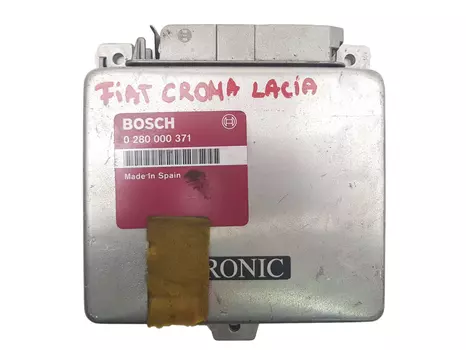 FIAT CROMA LACIA
BOSCH
0 280 000 371
Made in Spain
RONIC